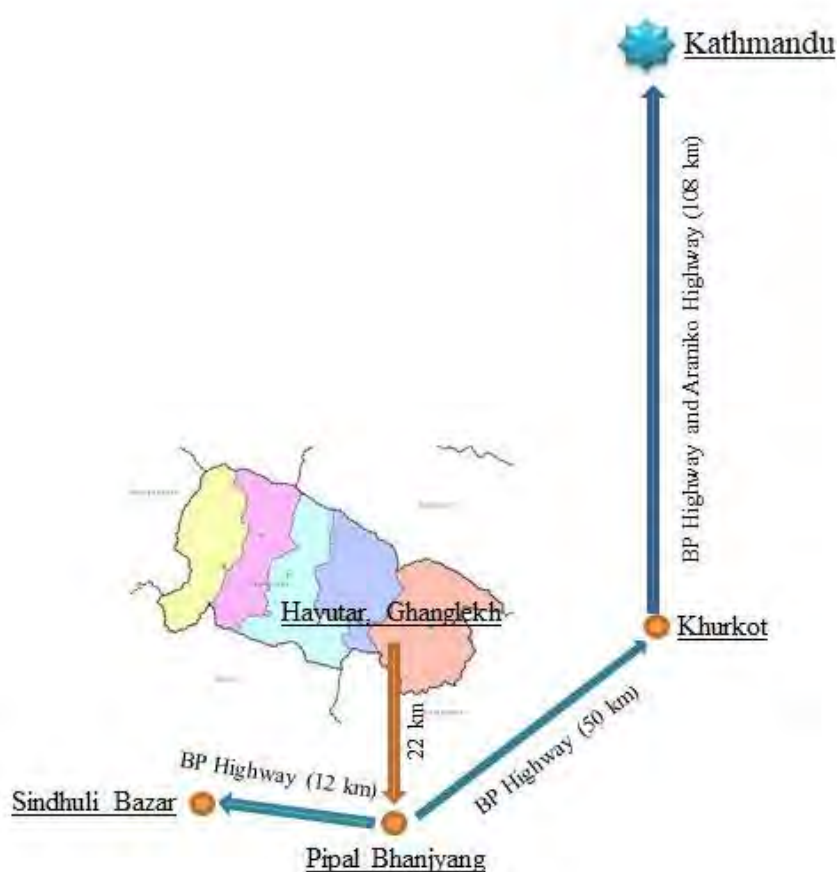 Kathmandu
BP Highway and Araniko Highway (108 km)
Hayutar, Ghanglekh
Khurkot
22 km
BP Highway (50 km)
BP Highway (12 km)
Sindhuli Bazar
Pipal Bhanjyang